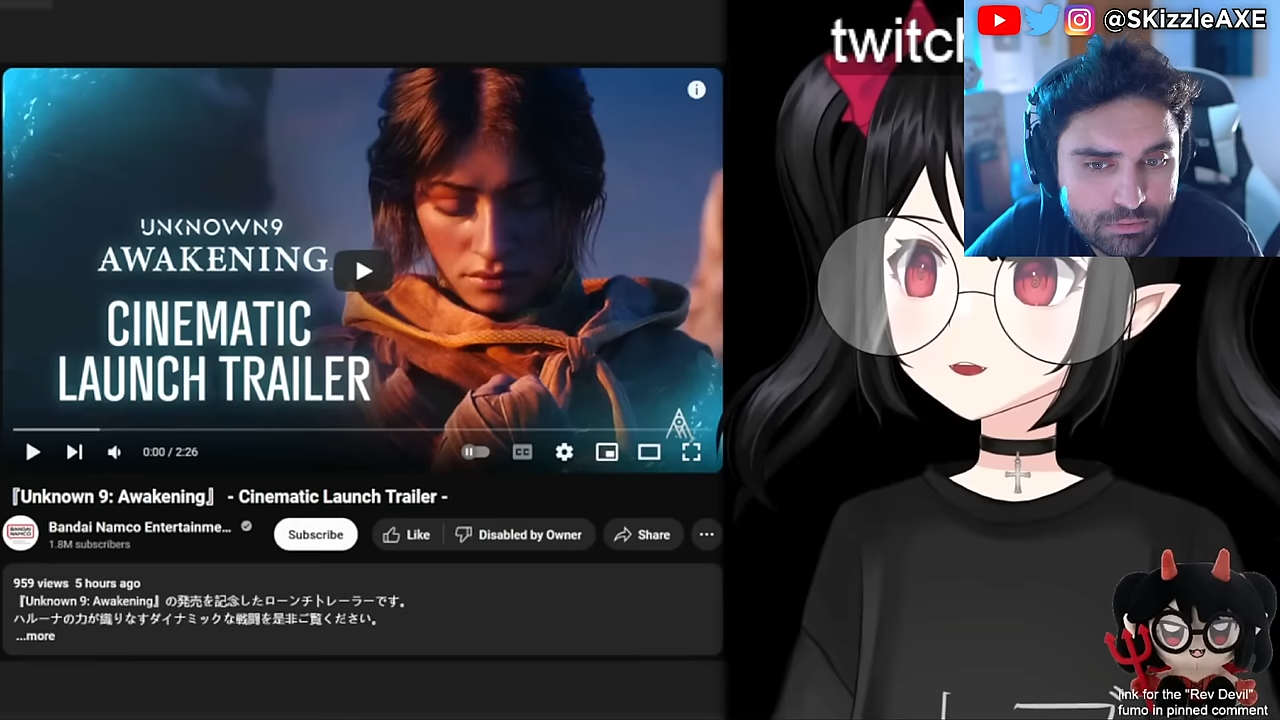 twitch
@SKizzleAXE
UNKNOWN9
AWAKENING
CINEMATIC
LAUNCH TRAILER
0:00 / 2:26
CC
『Unknown 9: Awakening』 - Cinematic Launch Trailer -
BANDAI NAMCO
Bandai Namco Entertainme...
1.8M subscribers
Subscribe
Like
Disabled by Owner
Share
959 views 5 hours ago
『Unknown 9: Awakening』の発売を記念したローンチトレーラーです。
ハルーナの力が織りなすダイナミックな戦闘を是非ご覧ください。
...more
link for the "Rev Devil"
fumo in pinned comment